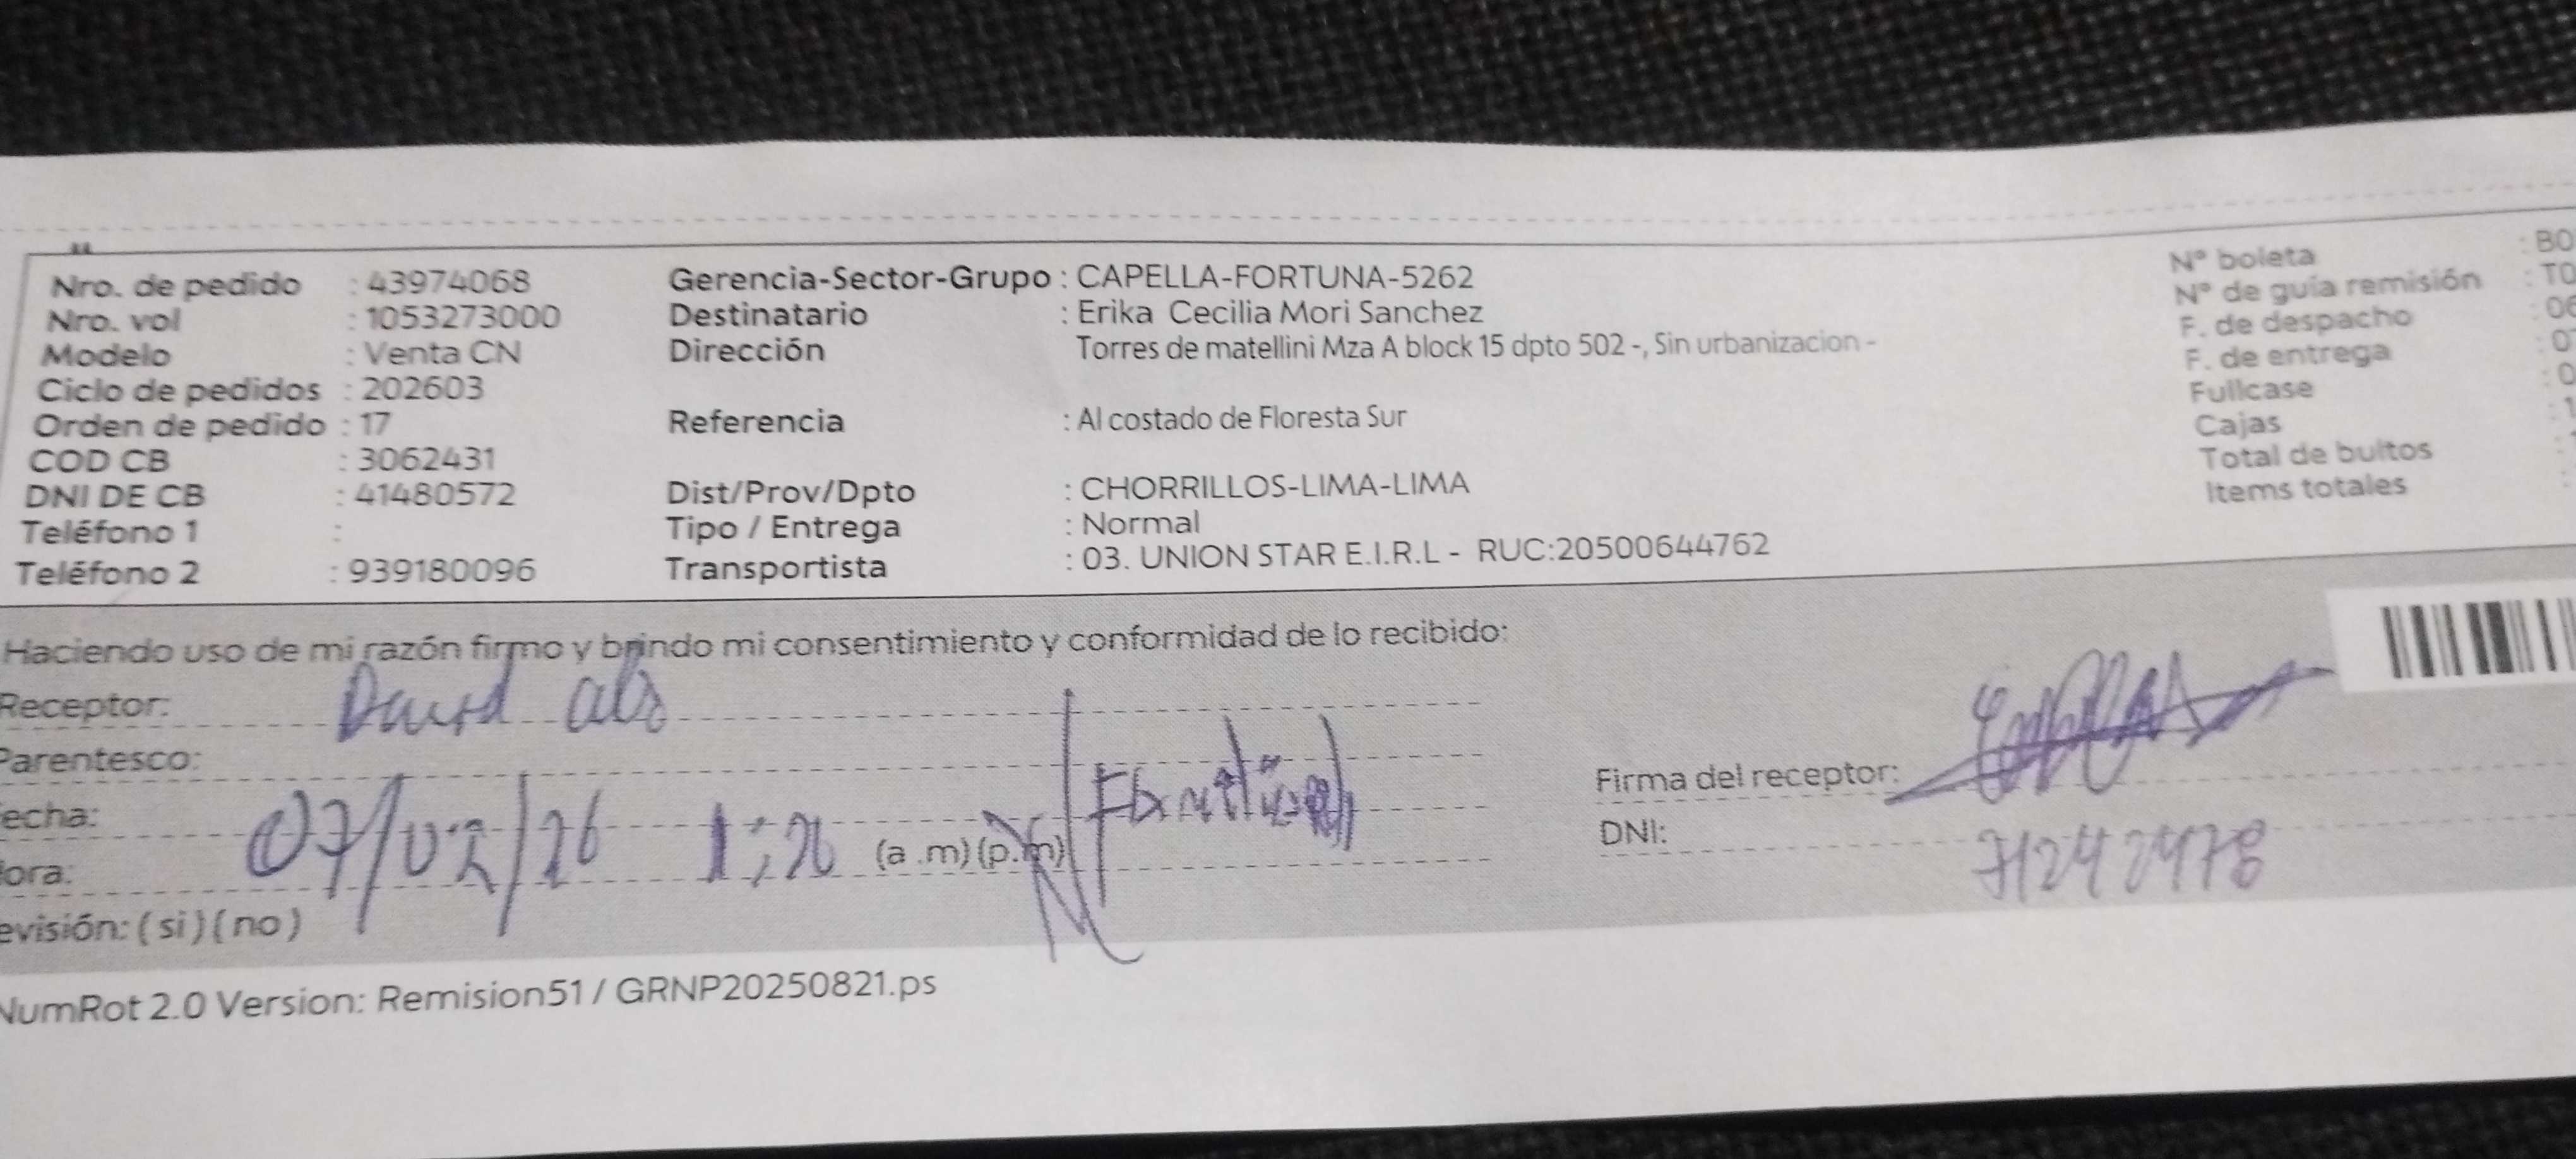 Nro. de pedido : 43974068
Nro. vol : 1053273000
Modelo : Venta CN
Ciclo de pedidos : 202603
Orden de pedido : 17
COD CB : 3062431
DNI DE CB : 41480572
Teléfono 1 :
Teléfono 2 : 939180096
Gerencia-Sector-Grupo : CAPELLA-FORTUNA-5262
Destinatario : Erika Cecilia Mori Sanchez
Dirección Torres de matellini Mza A block 15 dpto 502 -, Sin urbanizacion -
Referencia : Al costado de Floresta Sur
Dist/Prov/Dpto : CHORRILLOS-LIMA-LIMA
Tipo / Entrega : Normal
Transportista : 03. UNION STAR E.I.R.L - RUC:20500644762
N° boleta : BO
N° de guía remisión : TO
F. de despacho
F. de entrega
Fullcase
Cajas
Total de bultos
Items totales
Haciendo uso de mi razón firmo y brindo mi consentimiento y conformidad de lo recibido:
Receptor: David
Parentesco:
echa: 07/02/26
ora: (a .m) (p.m)
evisión: ( si ) ( no )
Firma del receptor:
DNI: 71242478
NumRot 2.0 Version: Remision51 / GRNP20250821.ps